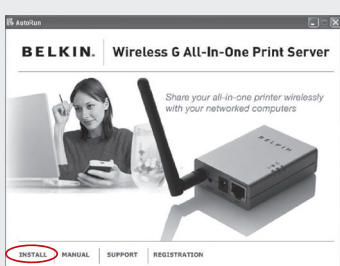 AutoRun
BELKIN. Wireless G All-In-One Print Server
Share your all-in-one printer wirelessly
with your networked computers
BELKIN
INSTALL MANUAL SUPPORT REGISTRATION